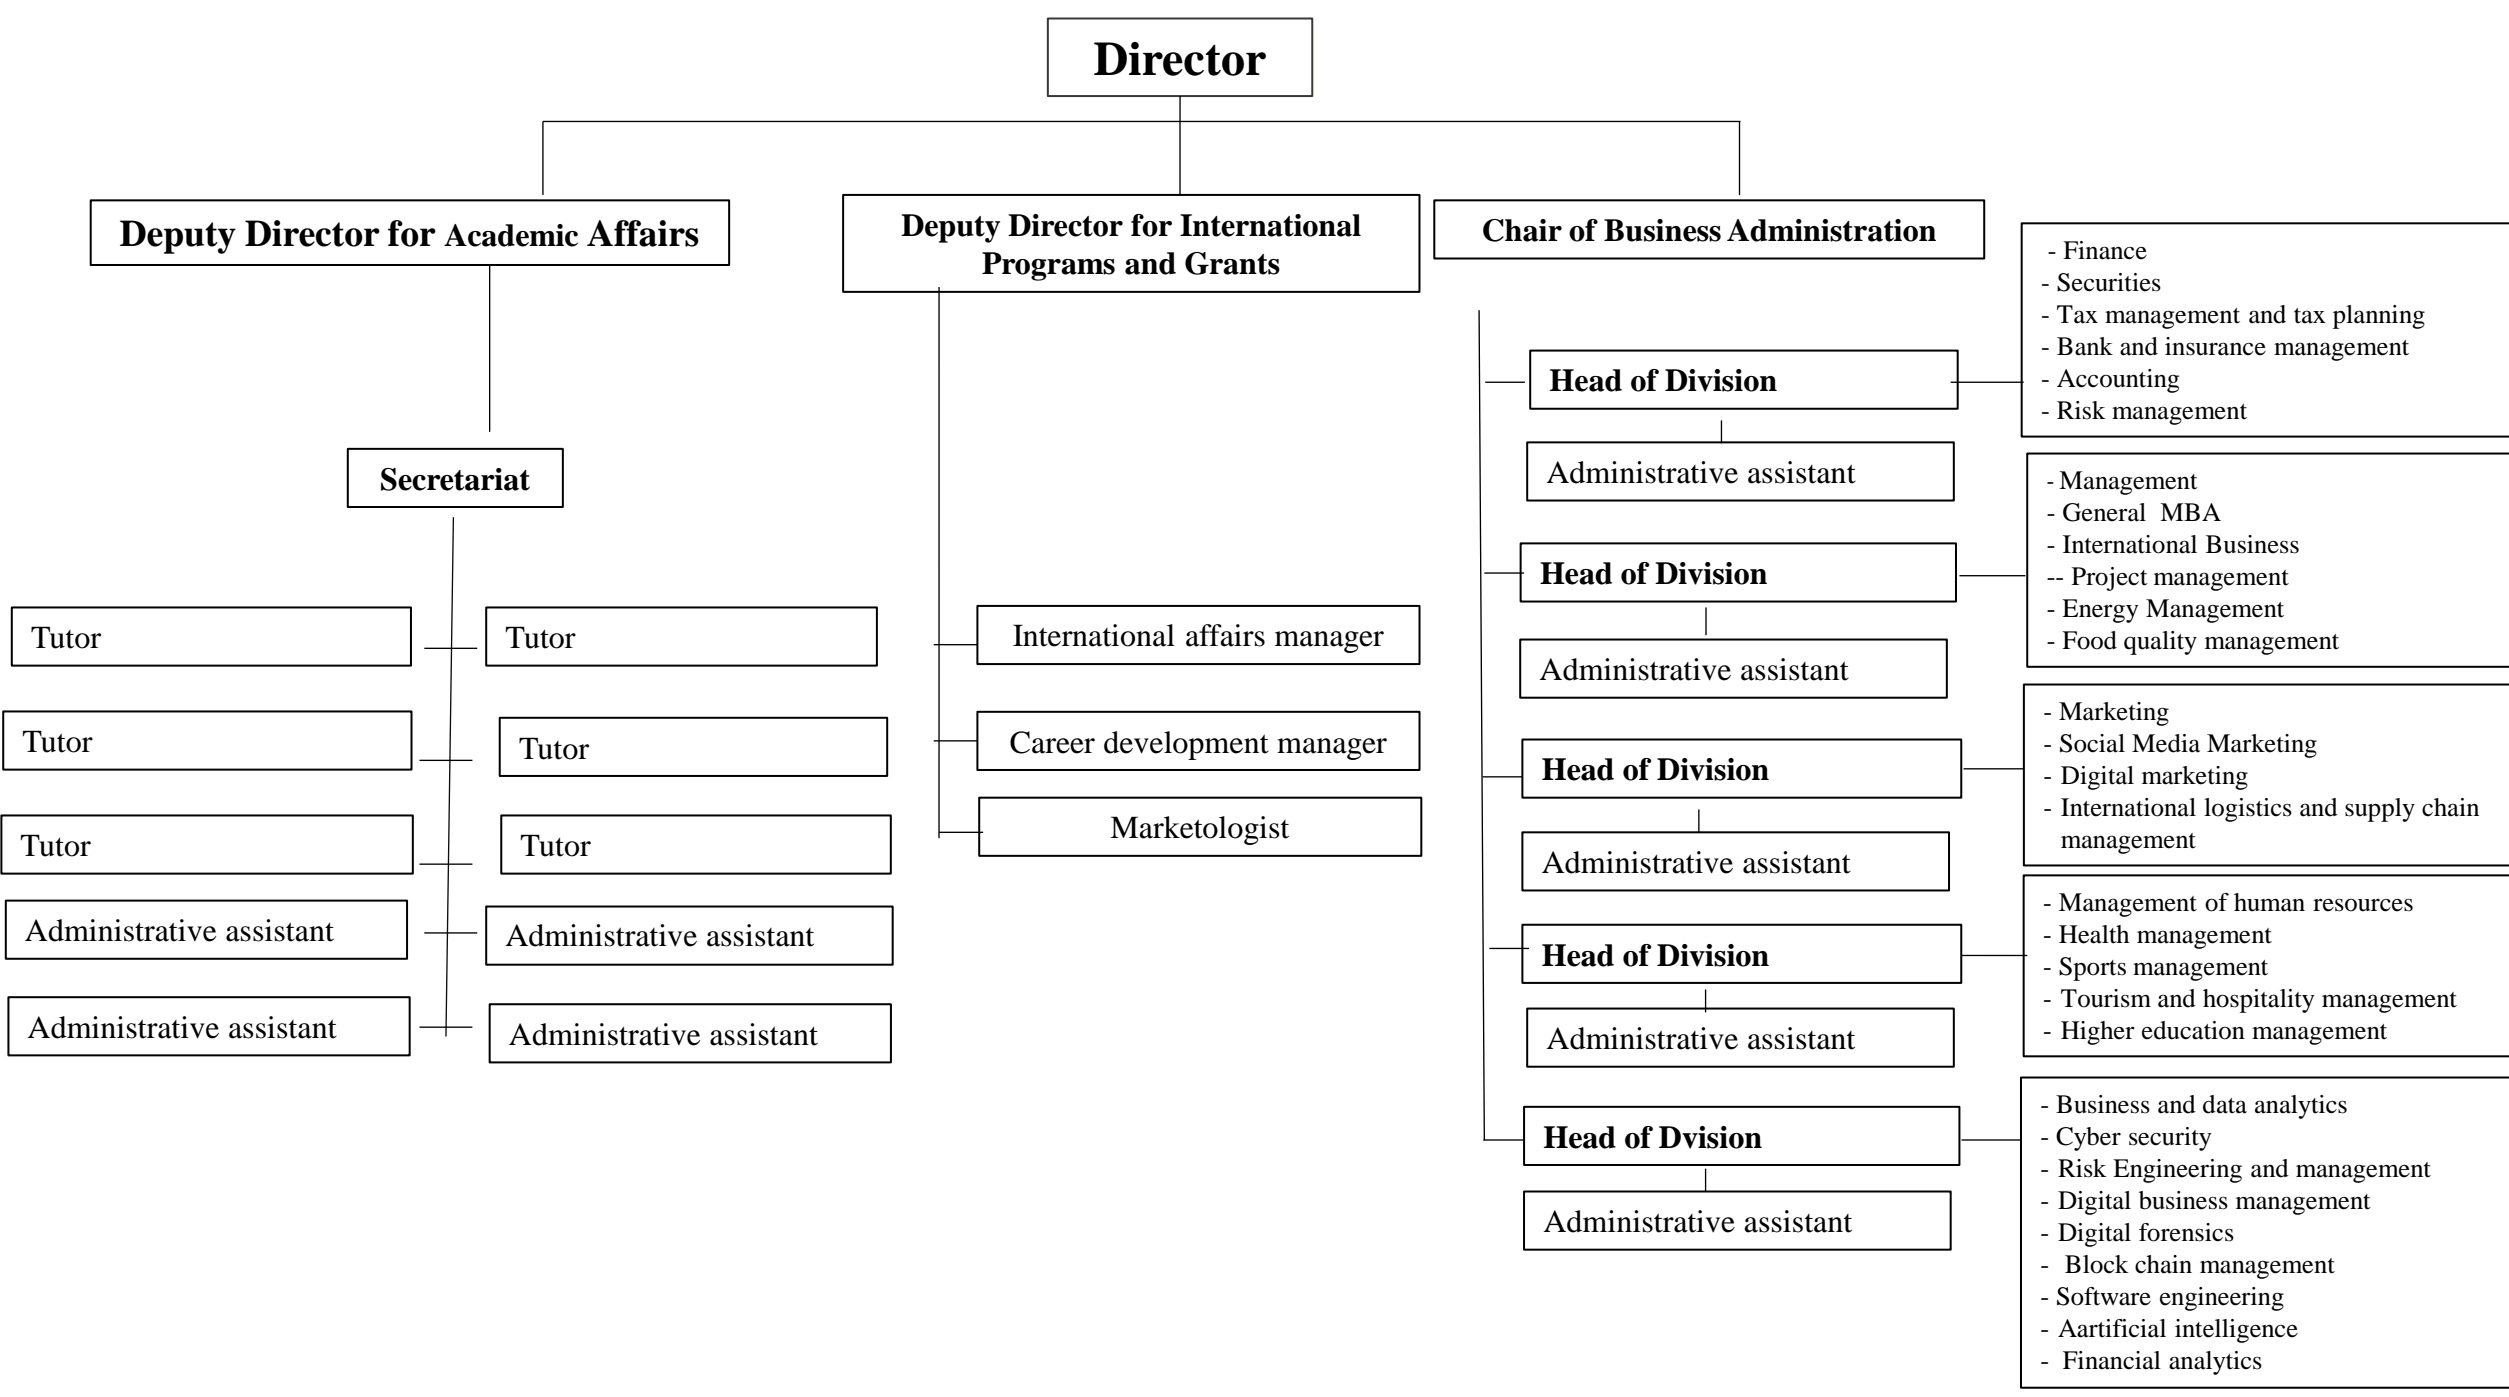 Director
Deputy Director for Academic Affairs
Deputy Director for International
Programs and Grants
Chair of Business Administration
Secretariat
Tutor
Tutor
Tutor
Tutor
Tutor
Tutor
Administrative assistant
Administrative assistant
Administrative assistant
Administrative assistant
International affairs manager
Career development manager
Marketologist
Head of Division
Administrative assistant
- Finance
- Securities
- Tax management and tax planning
- Bank and insurance management
- Accounting
- Risk management
Head of Division
Administrative assistant
- Management
- General MBA
- International Business
-- Project management
- Energy Management
- Food quality management
Head of Division
Administrative assistant
- Marketing
- Social Media Marketing
- Digital marketing
- International logistics and supply chain
management
Head of Division
Administrative assistant
- Management of human resources
- Health management
- Sports management
- Tourism and hospitality management
- Higher education management
Head of Dvision
Administrative assistant
- Business and data analytics
- Cyber security
- Risk Engineering and management
- Digital business management
- Digital forensics
- Block chain management
- Software engineering
- Aartificial intelligence
- Financial analytics